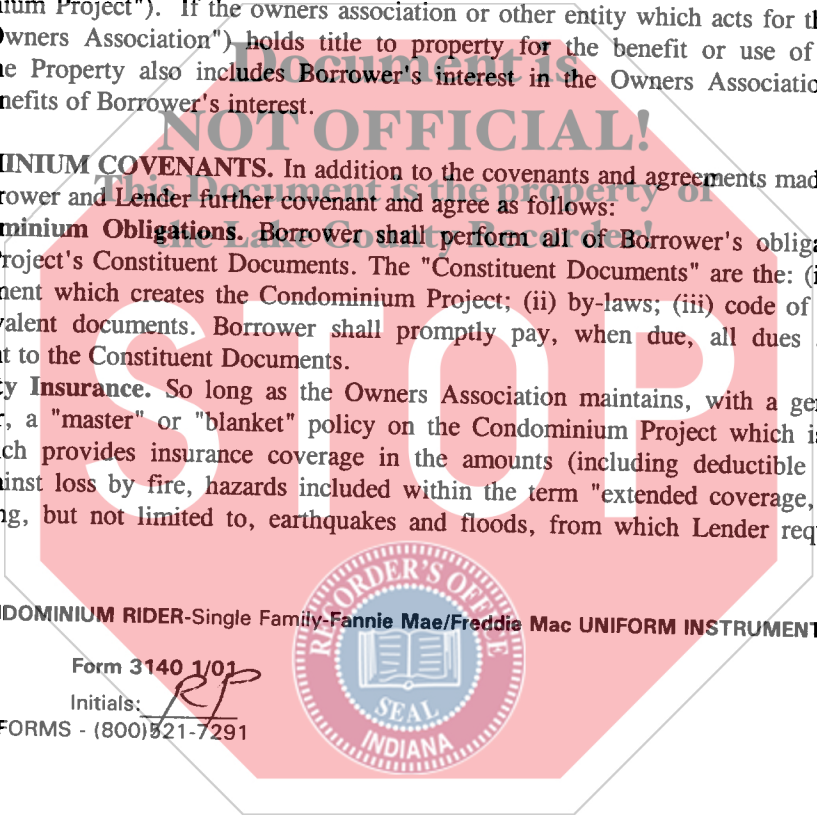 nium Project"). If the owners association or other entity which acts for th
Owners Association") holds title to property for the benefit or use of
e Property also includes Borrower's interest in the Owners Associatio
nefits of Borrower's interest.
Document is
NOT OFFICIAL!
This Document is the property of
the Lake County Recorder!
INIUM COVENANTS. In addition to the covenants and agreements mad
rower and Lender further covenant and agree as follows:
minium Obligations. Borrower shall perform all of Borrower's obliga
roject's Constituent Documents. The "Constituent Documents" are the: (i
nent which creates the Condominium Project; (ii) by-laws; (iii) code of
valent documents. Borrower shall promptly pay, when due, all dues
t to the Constituent Documents.
ty Insurance. So long as the Owners Association maintains, with a gen
r, a "master" or "blanket" policy on the Condominium Project which is
ch provides insurance coverage in the amounts (including deductible
inst loss by fire, hazards included within the term "extended coverage,
ng, but not limited to, earthquakes and floods, from which Lender requ
STOP
NDOMINIUM RIDER-Single Family-Fannie Mae/Freddie Mac UNIFORM INSTRUMENT
Form 3140 1/01
Initials: RP
FORMS - (800)521-7291
RECORDER'S OFFICE
SEAL
INDIANA